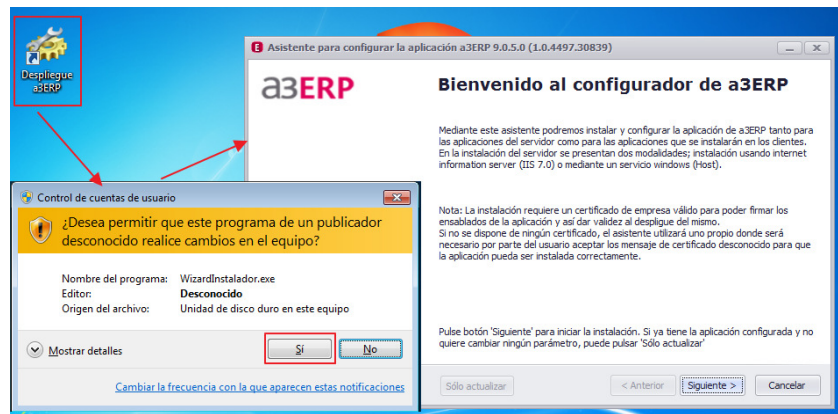 Despliegue
a3ERP
Asistente para configurar la aplicación a3ERP 9.0.5.0 (1.0.4497.30839)
a3ERP
Bienvenido al configurador de a3ERP
Mediante este asistente podremos instalar y configurar la aplicación de a3ERP tanto para
las aplicaciones del servidor como para las aplicaciones que se instalarán en los clientes.
En la instalación del servidor se presentan dos modalidades; instalación usando internet
information server (IIS 7.0) o mediante un servicio windows (Host).
Nota: La instalación requiere un certificado de empresa válido para poder firmar los
ensablados de la aplicación y así dar validez al despligue del mismo.
Si no se dispone de ningún certificado, el asistente utilizará uno propio donde será
necesario por parte del usuario aceptar los mensaje de certificado desconocido para que
la aplicación pueda ser instalada correctamente.
Pulse botón 'Siguiente' para iniciar la instalación. Si ya tiene la aplicación configurada y no
quiere cambiar ningún parámetro, puede pulsar 'Sólo actualizar'
Sólo actualizar
< Anterior
Siguiente >
Cancelar
Control de cuentas de usuario
¿Desea permitir que este programa de un publicador
desconocido realice cambios en el equipo?
Nombre del programa: WizardInstalador.exe
Editor: Desconocido
Origen del archivo: Unidad de disco duro en este equipo
Mostrar detalles
Sí
No
Cambiar la frecuencia con la que aparecen estas notificaciones